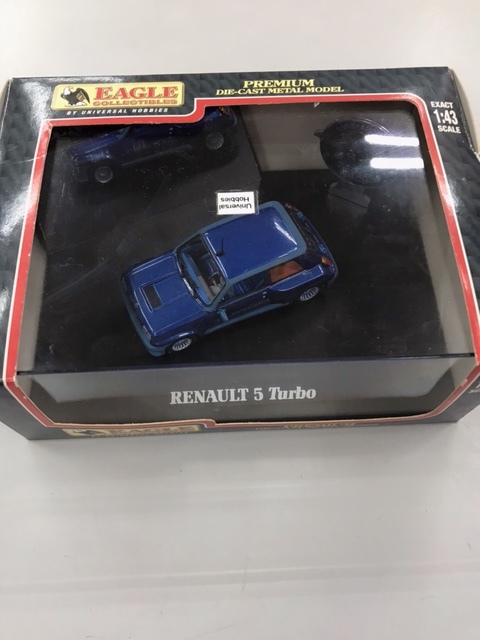 EAGLE
COLLECTIBLES
BY UNIVERSAL HOBBIES
PREMIUM
DIE-CAST METAL MODEL
EXACT
1:43
SCALE
Universal
Hobbies
RENAULT 5 Turbo
EAGLE